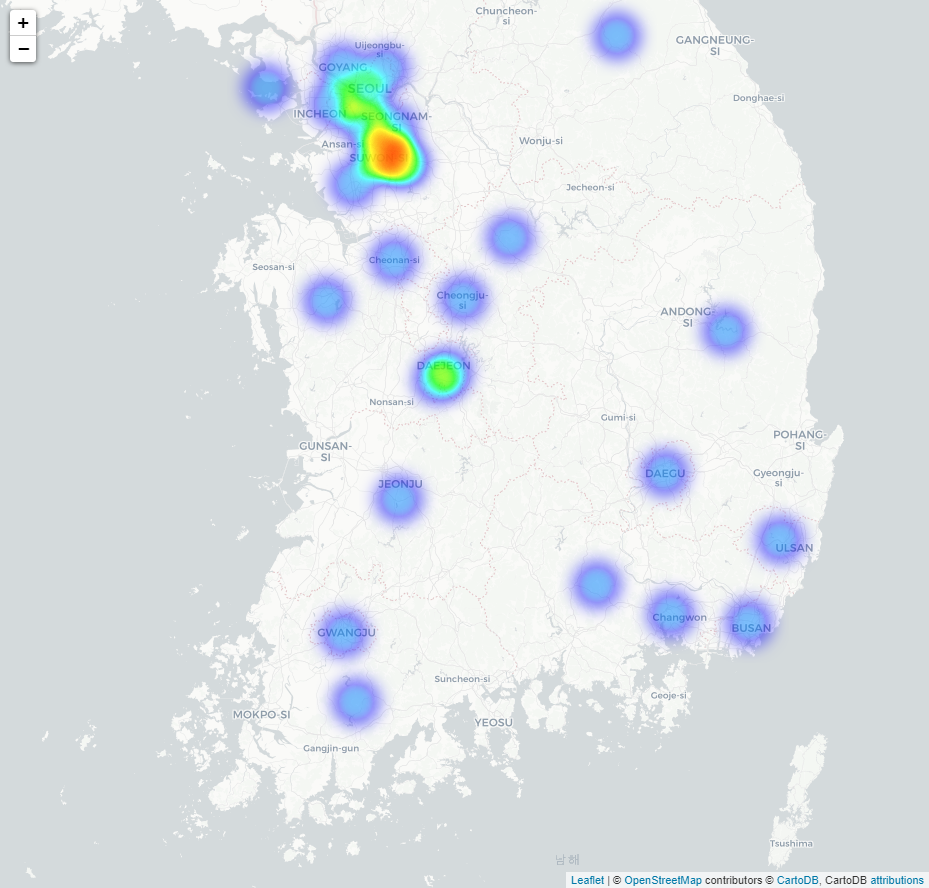 +
−
Chuncheon-
si
GANGNEUNG-
SI
Uijeongbu-
si
GOYANG
SEOUL
Donghae-si
INCHEON
SEONGNAM-
SI
Ansan-si
Wonju-si
SUWON
Jecheon-si
Cheonan-si
Seosan-si
Cheongju-
si
ANDONG-
SI
DAEJEON
Nonsan-si
Gumi-si
POHANG-
SI
GUNSAN-
SI
DAEGU
Gyeongju-
si
JEONJU
ULSAN
Changwon
BUSAN
GWANGJU
Suncheon-si
Geoje-si
MOKPO-SI
YEOSU
Gangjin-gun
Tsushima
남해
Leaflet | © OpenStreetMap contributors © CartoDB, CartoDB attributions